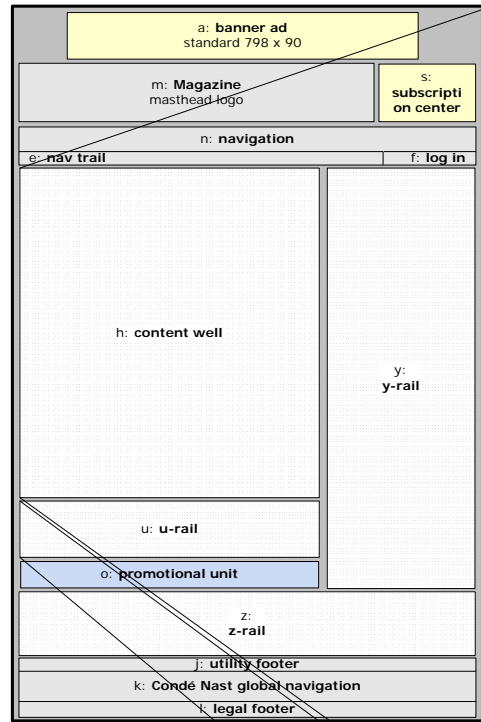 a: banner ad
standard 798 x 90
m: Magazine
masthead logo
s:
subscripti
on center
n: navigation
e: nav trail
f: log in
h: content well
y:
y-rail
u: u-rail
o: promotional unit
z:
z-rail
j: utility footer
k: Condé Nast global navigation
l: legal footer